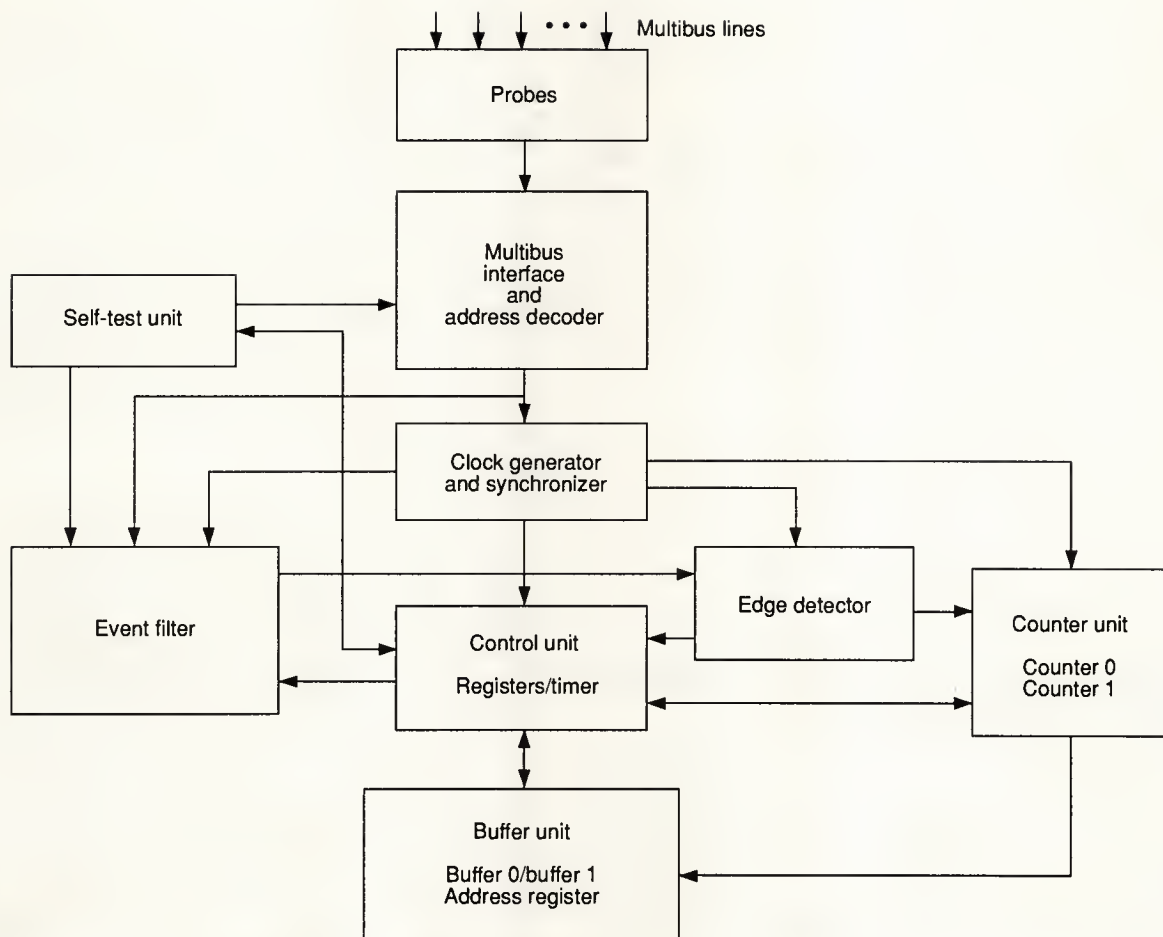 Multibus lines
Probes
Multibus
interface
and
address decoder
Self-test unit
Clock generator
and synchronizer
Event filter
Edge detector
Control unit
Registers/timer
Counter unit
Counter 0
Counter 1
Buffer unit
Buffer 0/buffer 1
Address register